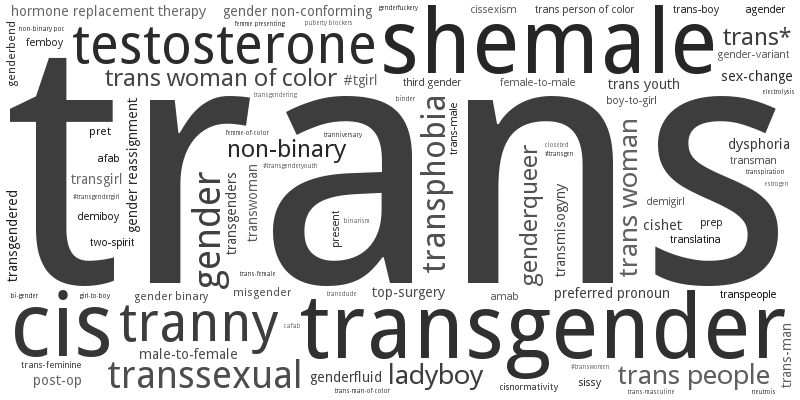 hormone replacement therapy
gender non-conforming
genderfuckery
cissexism
trans person of color
trans-boy
agender
genderbend
non-binary poc
femboy
femme presenting
puberty blockers
testosterone
shemale
trans*
gender-variant
trans woman of color
#tgirl
third gender
female-to-male
trans youth
sex-change
electrolysis
boy-to-girl
transgendering
binder
trans
pret
afab
transgirl
#transgendergirl
demiboy
two-spirit
transgendered
gender reassignment
femme-of-color
tranniversary
non-binary
#transgenderyouth
gender
transgenders
transwoman
present
binarism
trans-female
transphobia
trans-male
genderqueer
closeted
#transgen
transmisogyny
trans woman
dysphoria
transman
transpiration
estrogen
demigirl
cishet
prep
translatina
bi-gender
girl-to-boy
gender binary
misgender
transdude
top-surgery
amab
preferred pronoun
transpeople
cis
tranny
cafab
transgender
trans-man
male-to-female
trans-feminine
post-op
transsexual
genderfluid
ladyboy
trans-man-of-color
cisnormativity
#transwomen
sissy
trans people
trans-masculine
neutrois